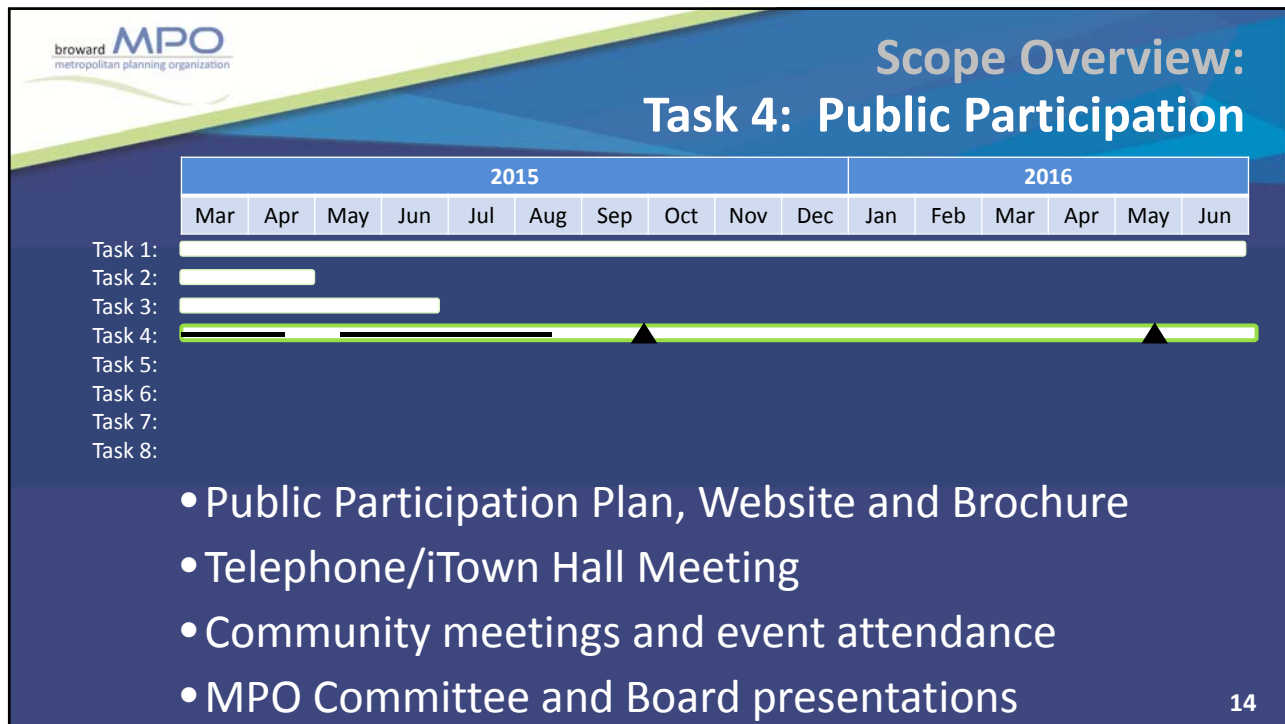 broward MPO
metropolitan planning organization
Scope Overview:
Task 4: Public Participation
2015 2016
Mar Apr May Jun Jul Aug Sep Oct Nov Dec Jan Feb Mar Apr May Jun
Task 1:
Task 2:
Task 3:
Task 4:
Task 5:
Task 6:
Task 7:
Task 8:
•Public Participation Plan, Website and Brochure
•Telephone/iTown Hall Meeting
•Community meetings and event attendance
•MPO Committee and Board presentations
14